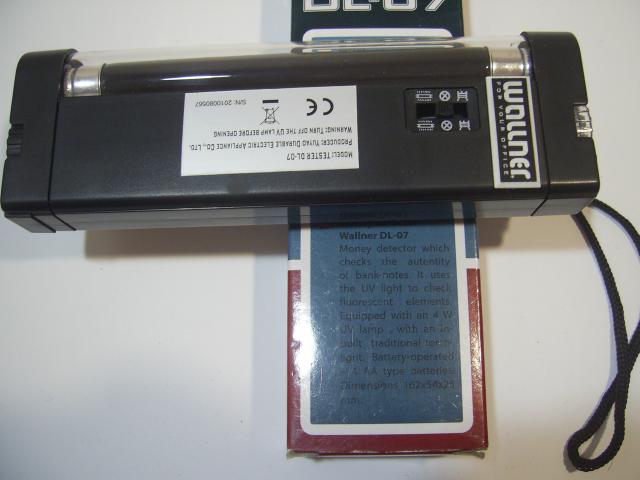 DL-07
MODEL: TESTER DL-07
PRODUCER: YUYAO DURABLE ELECTRIC APPLIANCE CO., LTD.
WARNING: TURN OFF THE UV LAMP BEFORE OPENING
CE
S/N: 2010080567
wallner
FOR YOUR OFFICE
Wallner DL-07
Money detector which
checks the autentity
of bank-notes. It uses
the UV light to check
fluorescent elements.
Equipped with an 4 W
UV lamp , with an in-
built traditional torch
light. Battery-operated
- 4 AA type batteries.
Dimensions 162x54x25
mm.